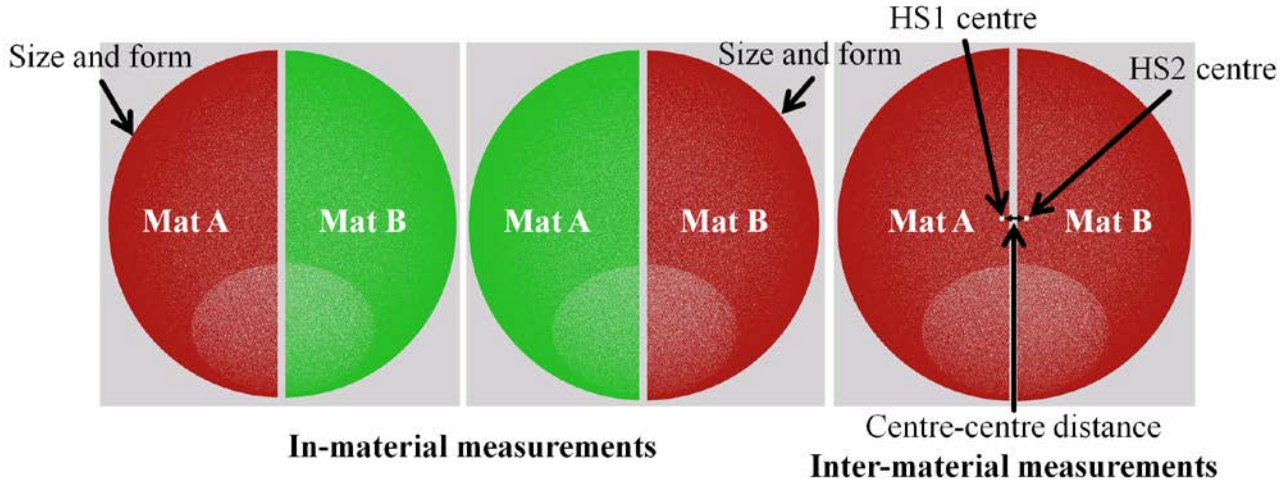 HS1 centre
Size and form
Size and form
HS2 centre
Mat A
Mat B
Mat A
Mat B
Mat A
Mat B
Centre-centre distance
In-material measurements
Inter-material measurements